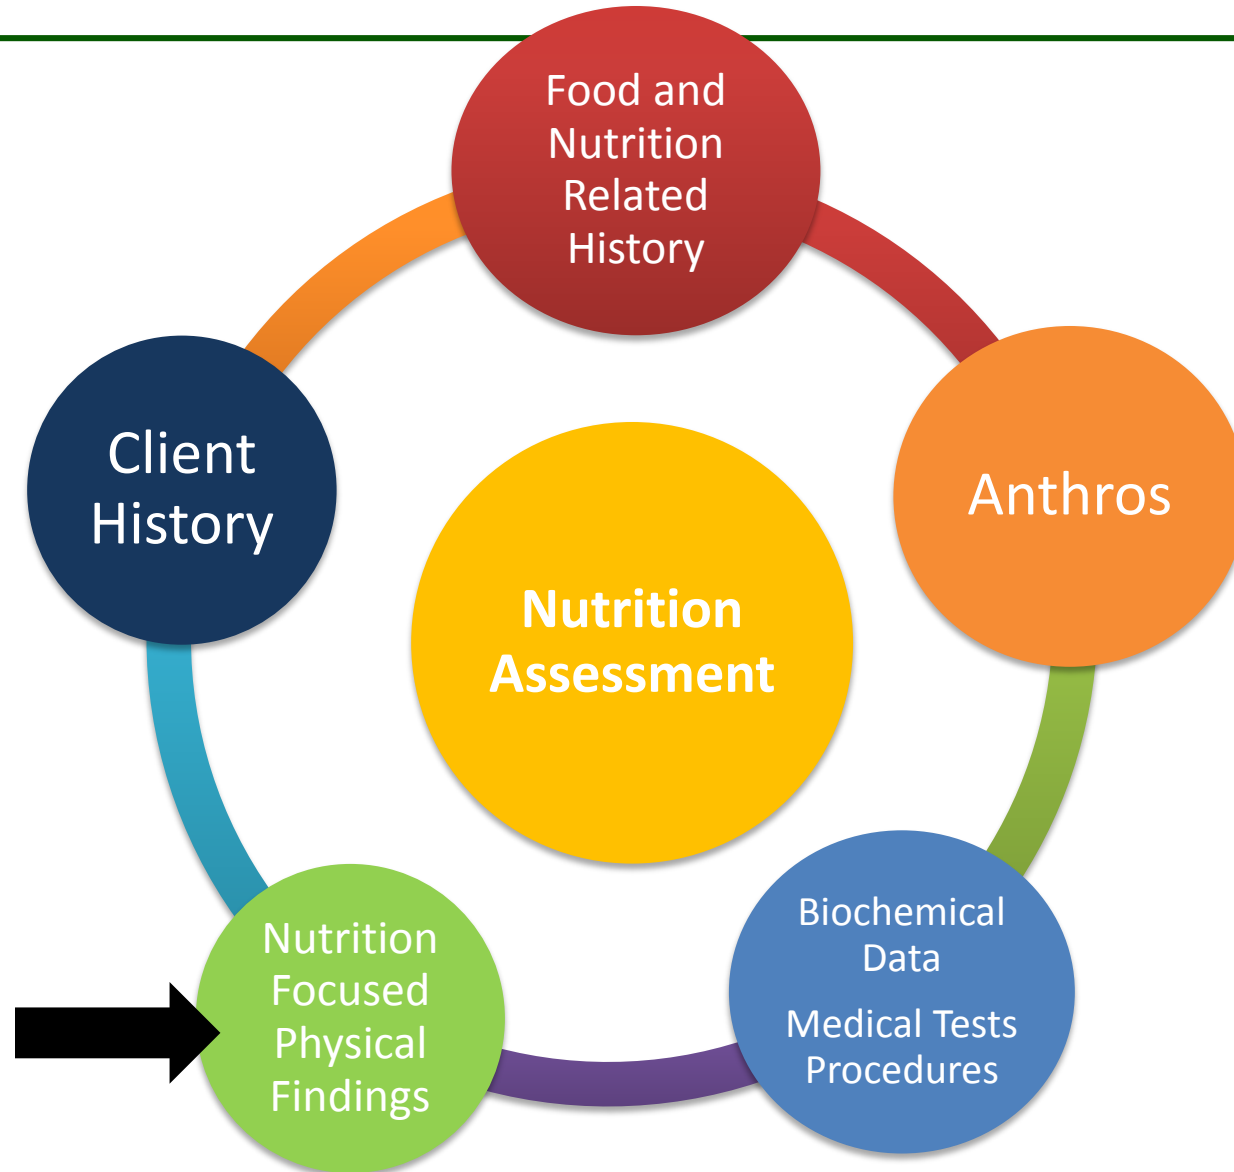 Food and
Nutrition
Related
History
Client
History
Anthros
Nutrition
Assessment
Biochemical
Data
Medical Tests
Procedures
Nutrition
Focused
Physical
Findings